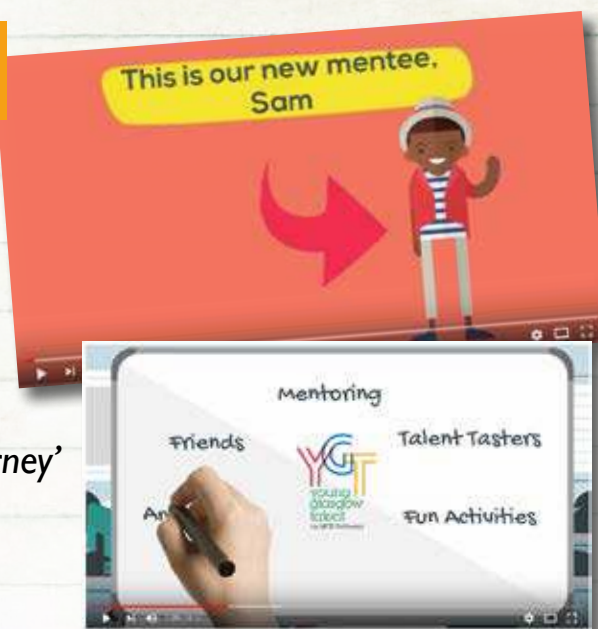 This is our new mentee,
Sam
rney’
Mentoring
Friends
Talent Tasters
YGT
young
glasgow
talent
Fun Activities